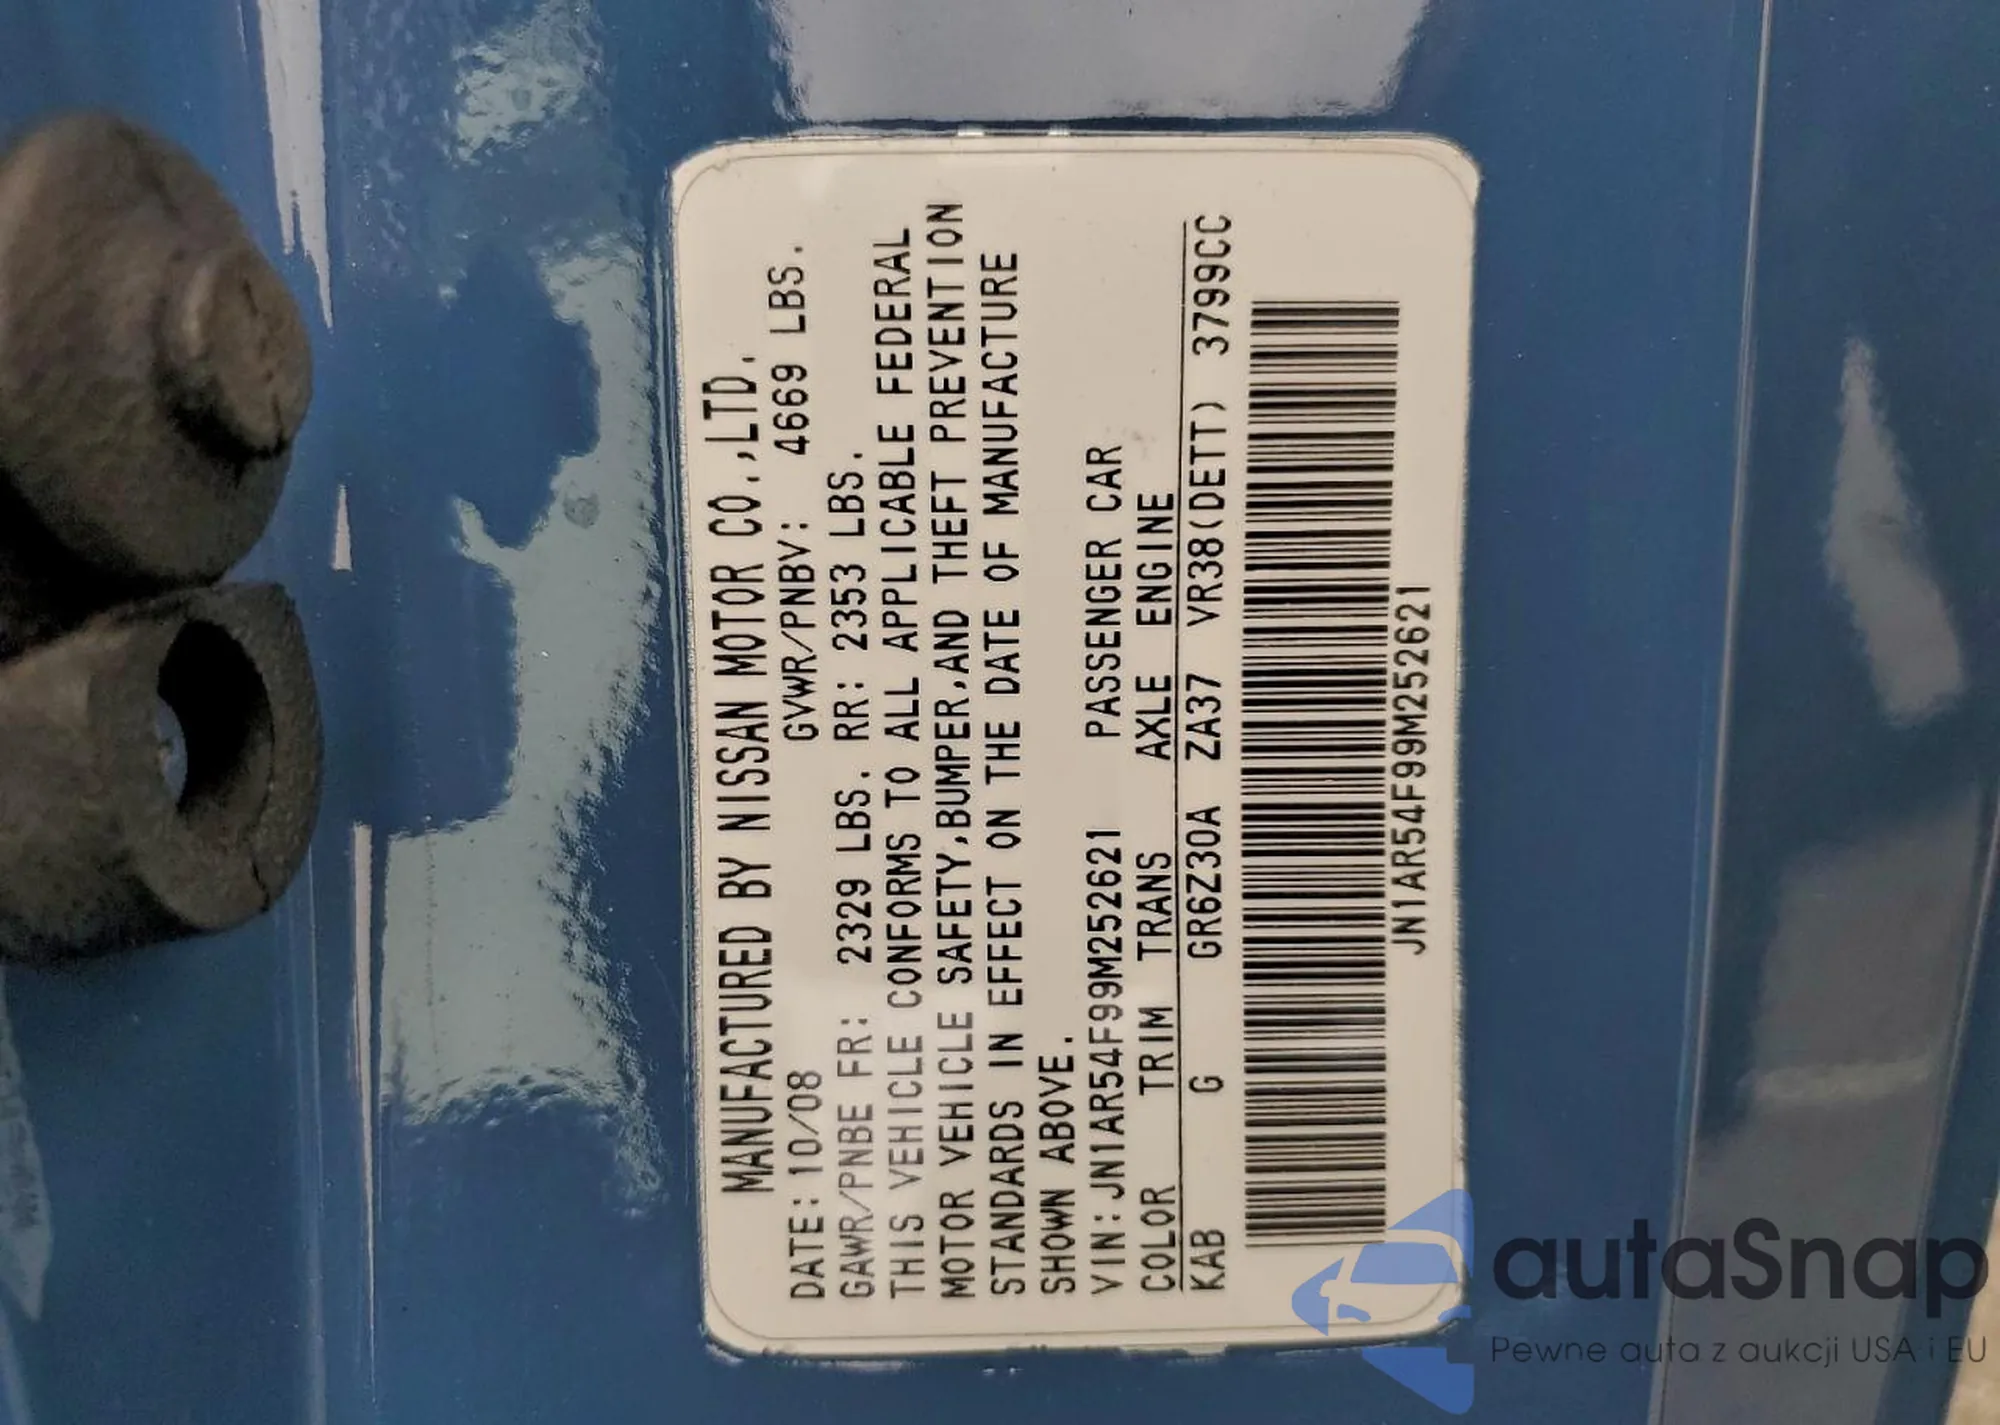 MANUFACTURED BY NISSAN MOTOR CO.,LTD.
DATE: 10/08 GVWR/PNBV: 4669 LBS.
GAWR/PNBE FR: 2329 LBS. RR: 2353 LBS.
THIS VEHICLE CONFORMS TO ALL APPLICABLE FEDERAL
MOTOR VEHICLE SAFETY,BUMPER,AND THEFT PREVENTION
STANDARDS IN EFFECT ON THE DATE OF MANUFACTURE
SHOWN ABOVE.
VIN:JN1AR54F99M252621 PASSENGER CAR
COLOR TRIM TRANS AXLE ENGINE
KAB G GR6Z30A ZA37 VR38(DETT) 3799CC
JN1AR54F99M252621
autaSnap
Pewne auta z aukcji USA i EU